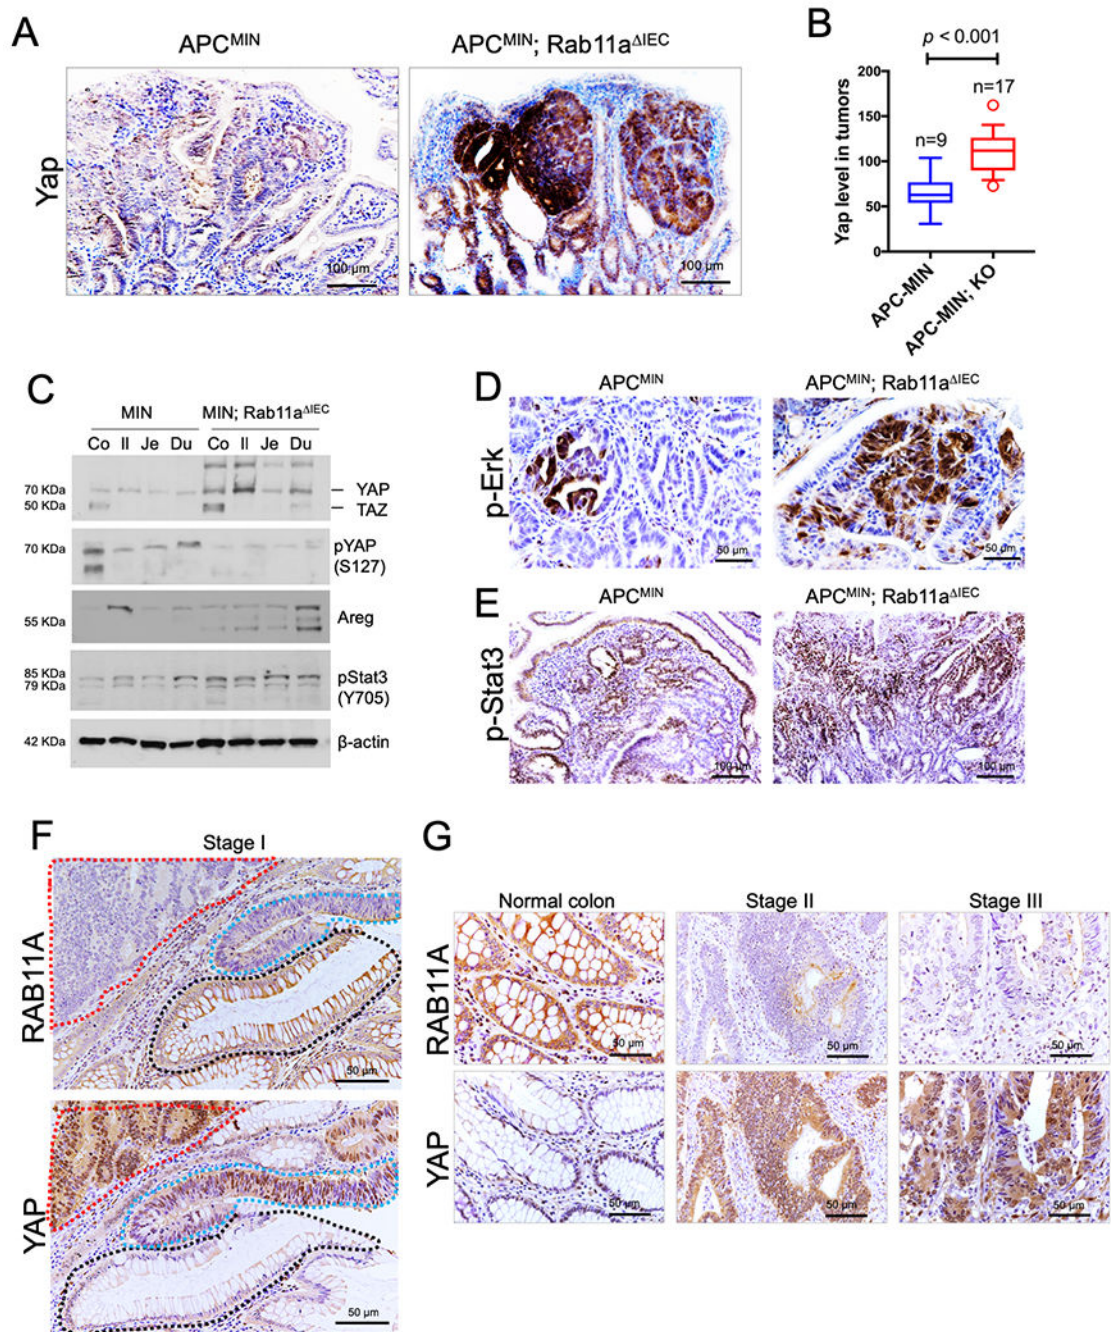 A
APCMIN
APCMIN; Rab11aΔIEC
Yap
100 μm
100 μm
B
p < 0.001
n=17
n=9
Yap level in tumors
200
150
100
50
0
APC-MIN
APC-MIN; KO
C
MIN
MIN; Rab11aΔIEC
Co Il Je Du Co Il Je Du
70 KDa
YAP
50 KDa
TAZ
70 KDa
pYAP
(S127)
Areg
55 KDa
85 KDa
pStat3
79 KDa
(Y705)
42 KDa
β-actin
D
APCMIN
APCMIN; Rab11aΔIEC
p-Erk
50 μm
50 μm
E
APCMIN
APCMIN; Rab11aΔIEC
p-Stat3
100 μm
100 μm
F
Stage I
RAB11A
50 μm
YAP
50 μm
G
Normal colon
Stage II
Stage III
RAB11A
50 μm
50 μm
50 μm
YAP
50 μm
50 μm
50 μm